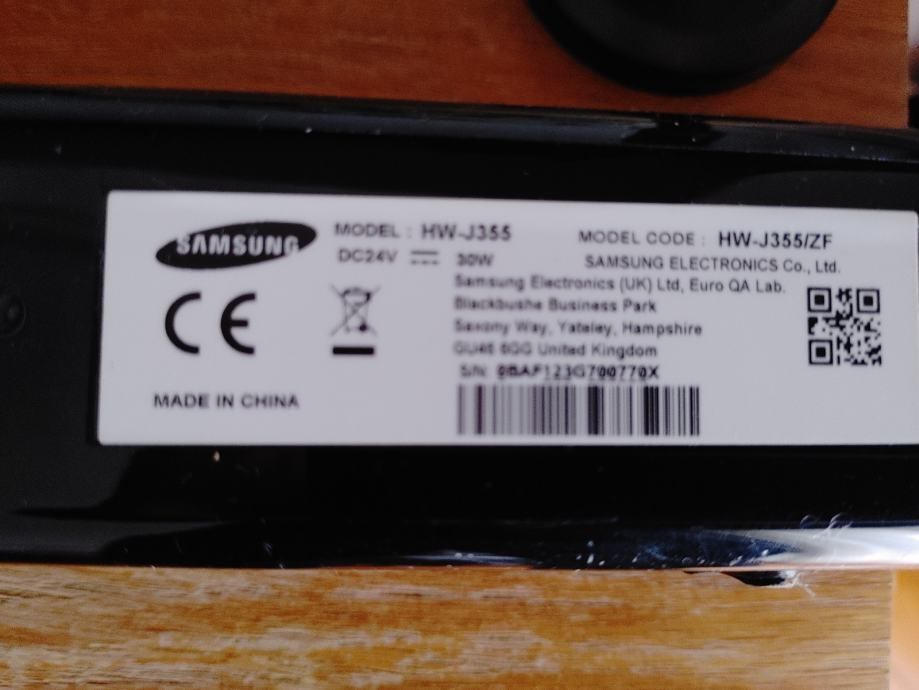 SAMSUNG
MODEL : HW-J355
MODEL CODE : HW-J355/ZF
DC24V 30W
SAMSUNG ELECTRONICS Co., Ltd.
Samsung Electronics (UK) Ltd, Euro QA Lab.
Blackbushe Business Park
Saxony Way, Yateley, Hampshire
GU46 6GG United Kingdom
S/N: 0BAF123G700770X
CE
MADE IN CHINA